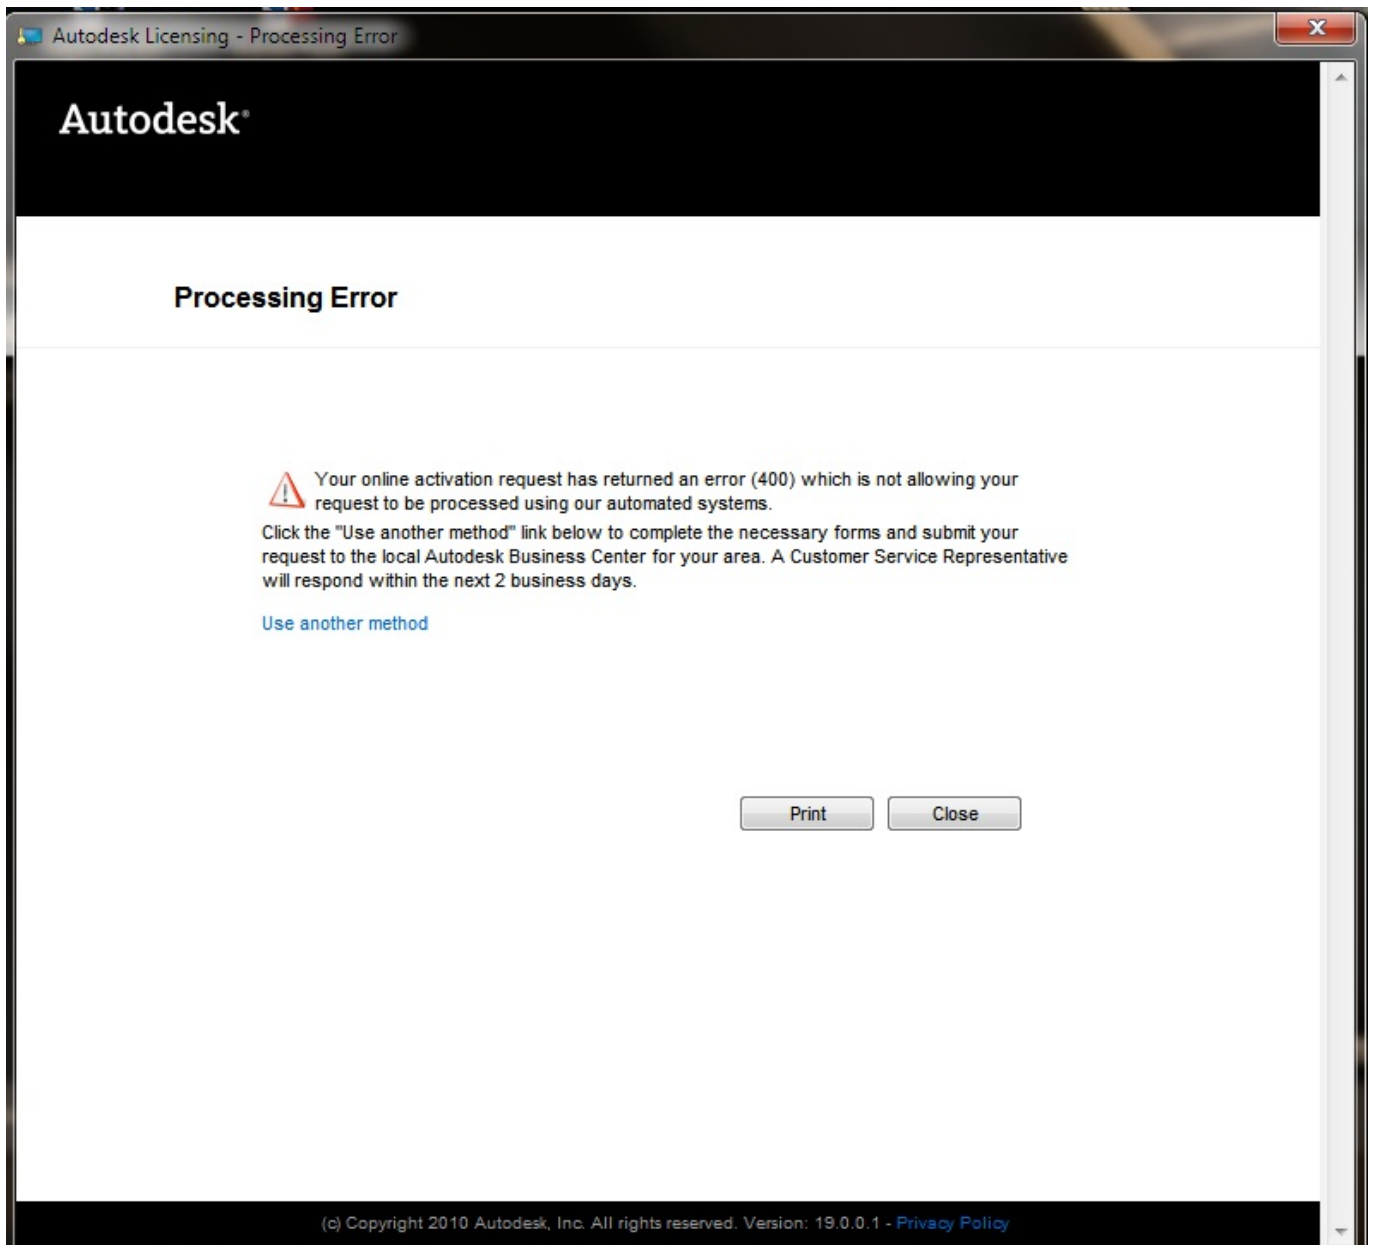 Autodesk Licensing - Processing Error
Autodesk®
Processing Error
Your online activation request has returned an error (400) which is not allowing your
request to be processed using our automated systems.
Click the "Use another method" link below to complete the necessary forms and submit your
request to the local Autodesk Business Center for your area. A Customer Service Representative
will respond within the next 2 business days.
Use another method
Print Close
(c) Copyright 2010 Autodesk, Inc. All rights reserved. Version: 19.0.0.1 - Privacy Policy